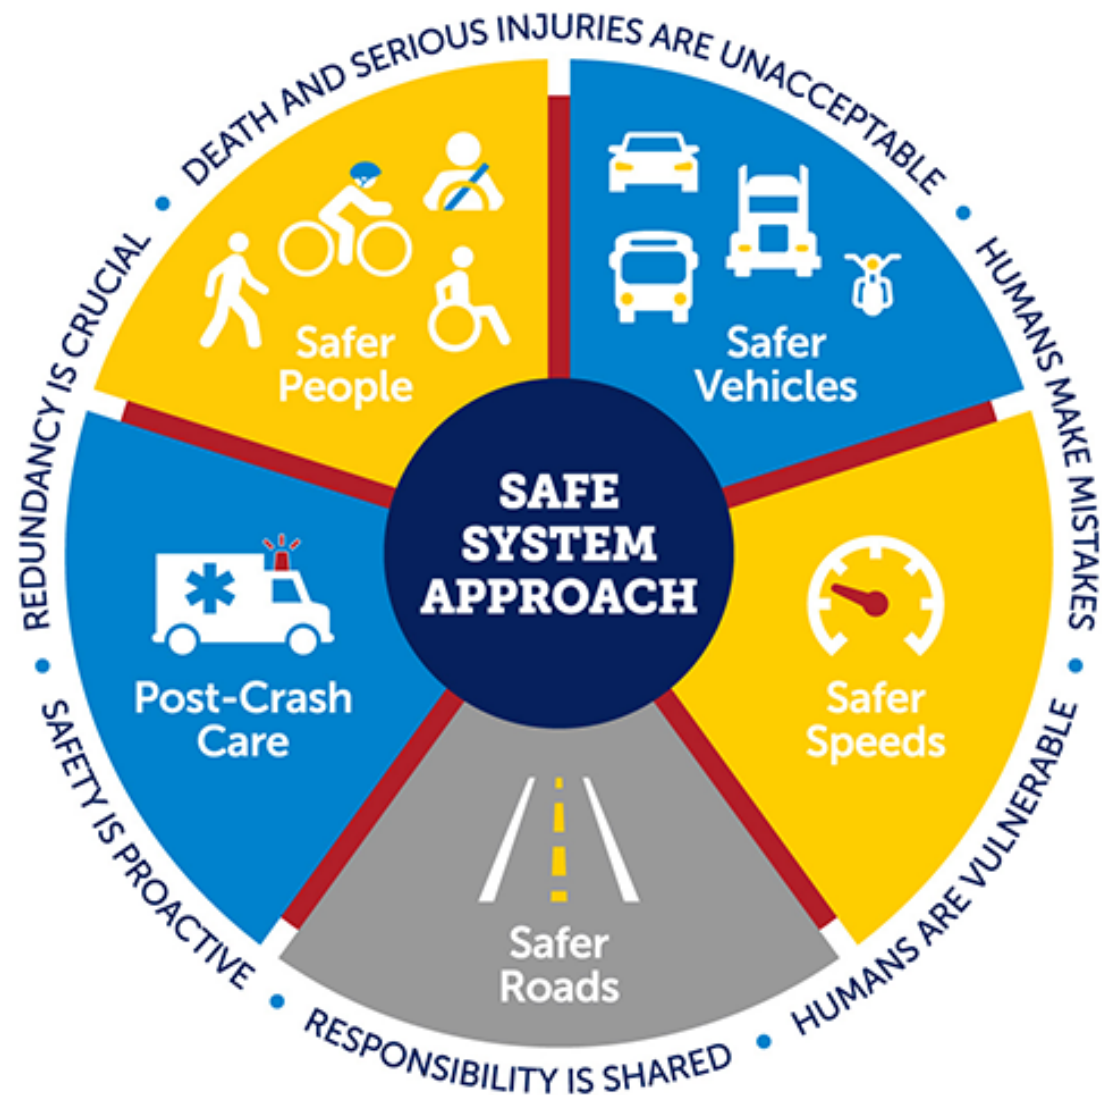 DEATH AND SERIOUS INJURIES ARE UNACCEPTABLE
HUMANS MAKE MISTAKES
HUMANS ARE VULNERABLE
RESPONSIBILITY IS SHARED
SAFETY IS PROACTIVE
REDUNDANCY IS CRUCIAL
Safer
People
Safer
Vehicles
SAFE
SYSTEM
APPROACH
Post-Crash
Care
Safer
Speeds
Safer
Roads